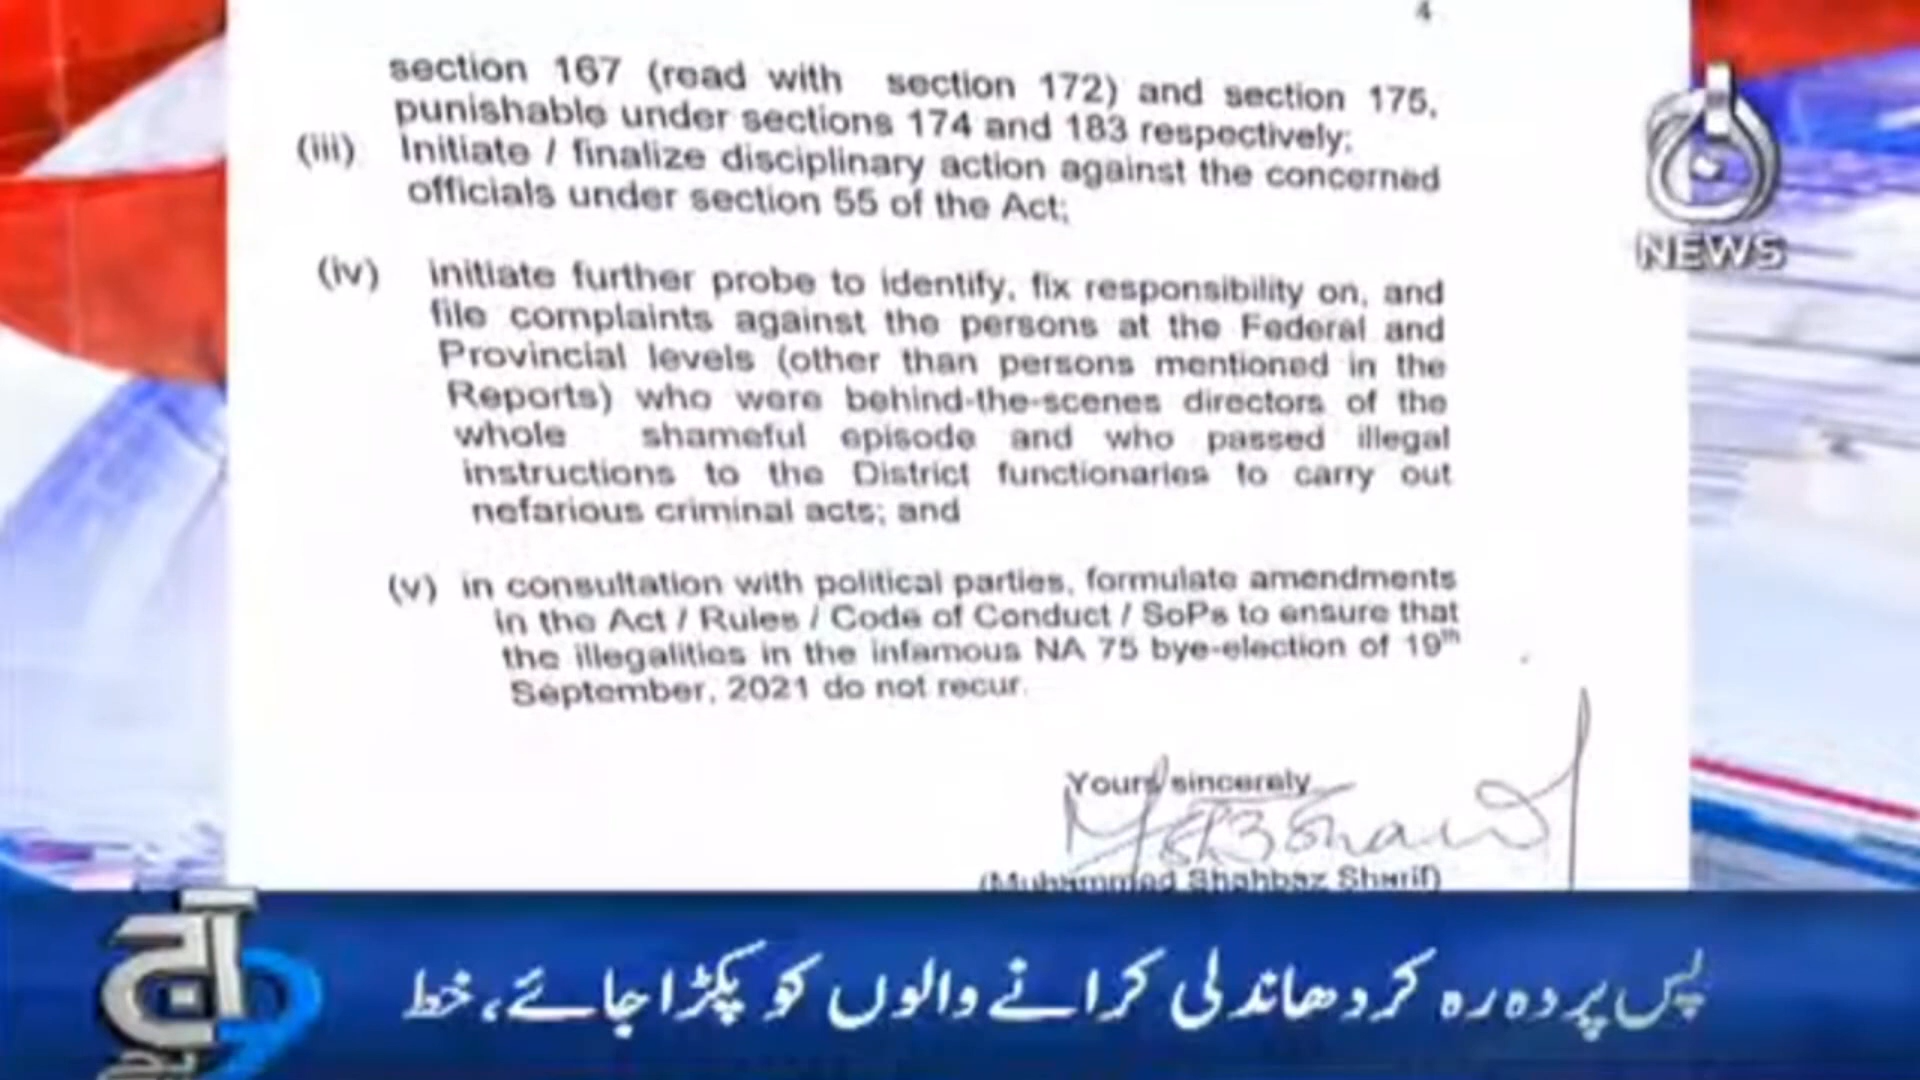 4
section 167 (read with section 172) and section 175,
punishable under sections 174 and 183 respectively;
(iii) Initiate / finalize disciplinary action against the concerned
officials under section 55 of the Act;
(iv) initiate further probe to identify, fix responsibility on, and
file complaints against the persons at the Federal and
Provincial levels (other than persons mentioned in the
Reports) who were behind-the-scenes directors of the
whole shameful episode and who passed illegal
instructions to the District functionaries to carry out
nefarious criminal acts; and
(v) in consultation with political parties, formulate amendments
in the Act / Rules / Code of Conduct / SoPs to ensure that
the illegalities in the infamous NA 75 bye-election of 19th
September, 2021 do not recur.
Yours sincerely
(Muhammad Shahbaz Sharif)
NEWS
آج
پس پردہ رہ کر دھاندلی کرانے والوں کو پکڑا جائے، خط